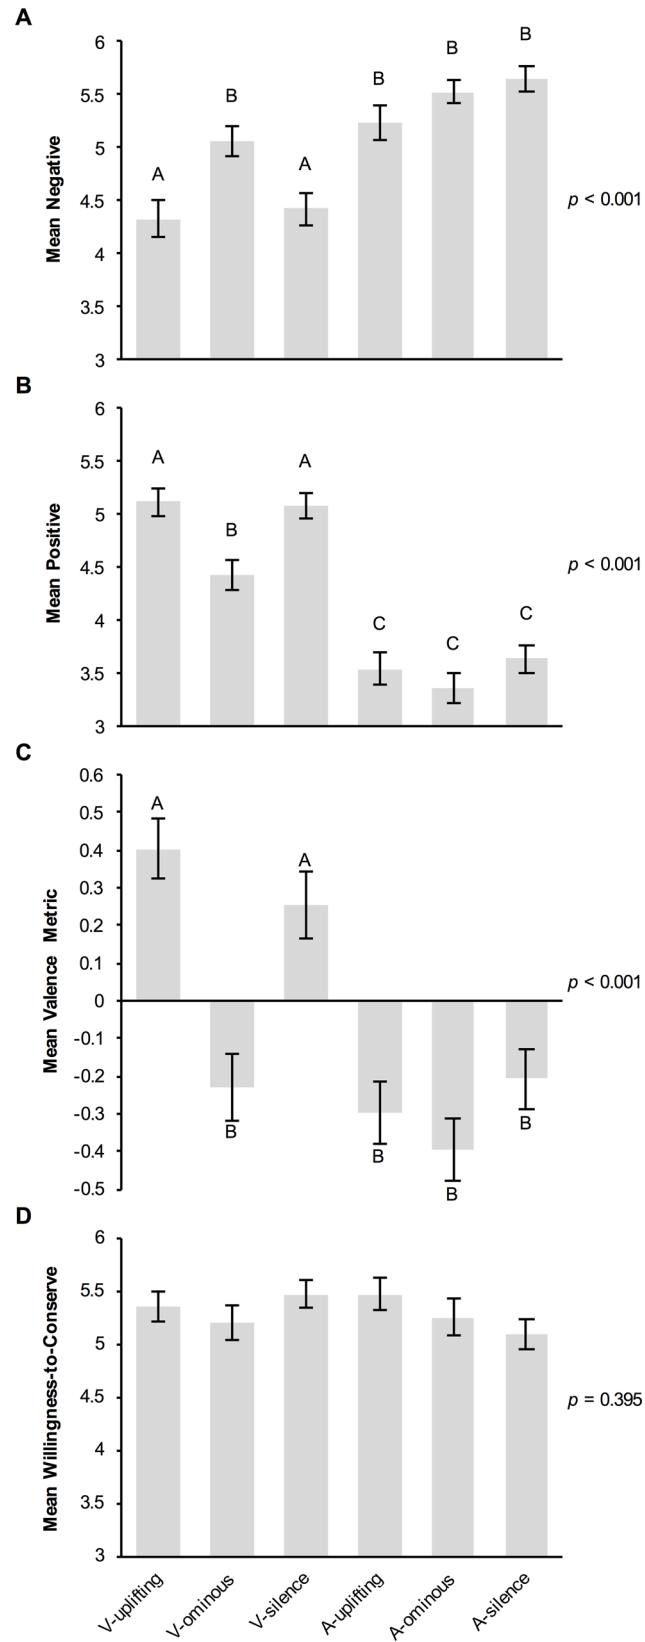 A
Mean Negative
6
5.5
5
4.5
4
3.5
3
A
B
A
B
B
B
p < 0.001
B
Mean Positive
6
5.5
5
4.5
4
3.5
3
A
B
A
C
C
C
p < 0.001
C
Mean Valence Metric
0.6
0.5
0.4
0.3
0.2
0.1
0
-0.1
-0.2
-0.3
-0.4
-0.5
A
B
A
B
B
B
p < 0.001
D
Mean Willingness-to-Conserve
6
5.5
5
4.5
4
3.5
3
p = 0.395
V-uplifting
V-ominous
V-silence
A-uplifting
A-ominous
A-silence